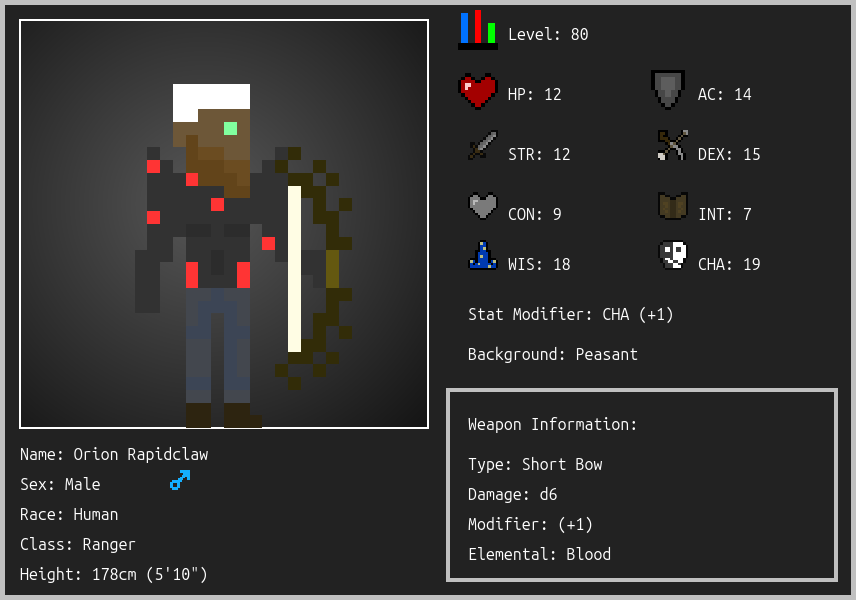 Level: 80
HP: 12
AC: 14
STR: 12
DEX: 15
CON: 9
INT: 7
WIS: 18
CHA: 19
Stat Modifier: CHA (+1)
Background: Peasant
Weapon Information:
Type: Short Bow
Damage: d6
Modifier: (+1)
Elemental: Blood
Name: Orion Rapidclaw
Sex: Male
Race: Human
Class: Ranger
Height: 178cm (5'10")